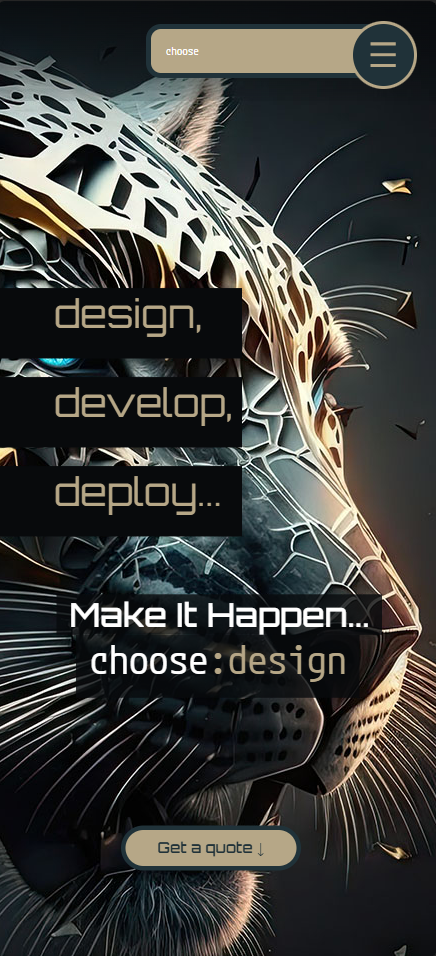 choose
design,
develop,
deploy...
Make It Happen...
choose:design
Get a quote ↓